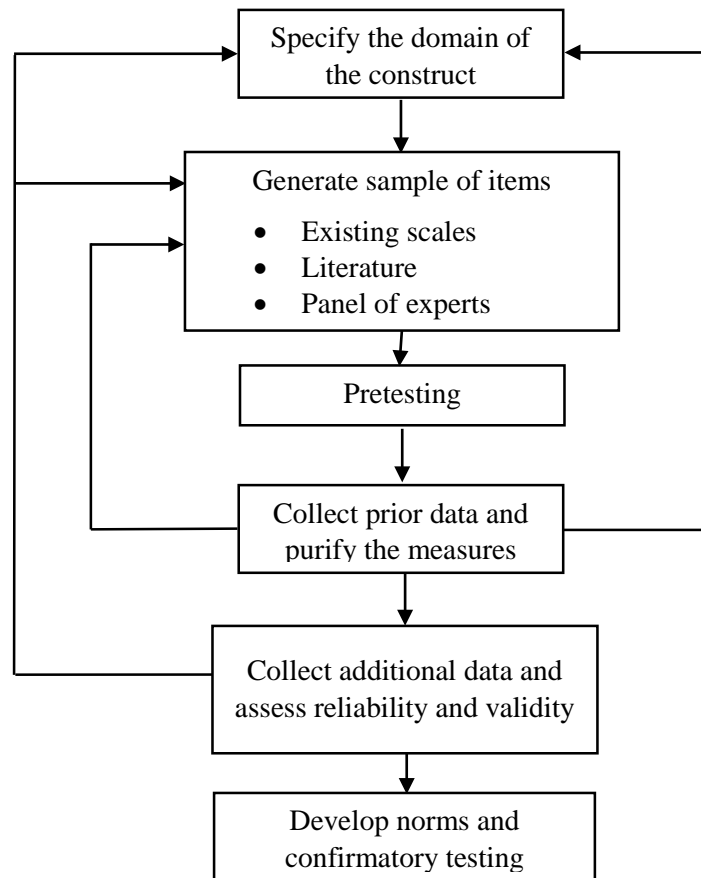 Specify the domain of
the construct
Generate sample of items
• Existing scales
• Literature
• Panel of experts
Pretesting
Collect prior data and
purify the measures
Collect additional data and
assess reliability and validity
Develop norms and
confirmatory testing